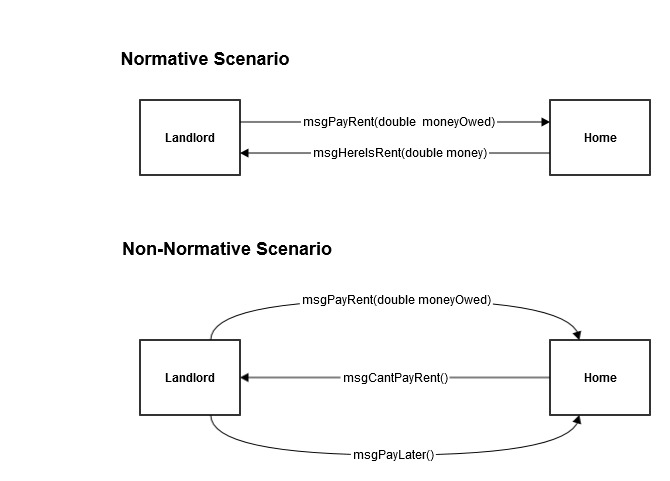 Normative Scenario
msgPayRent(double moneyOwed)
Landlord
Home
msgHereIsRent(double money)
Non-Normative Scenario
msgPayRent(double moneyOwed)
Landlord
msgCantPayRent()
Home
msgPayLater()